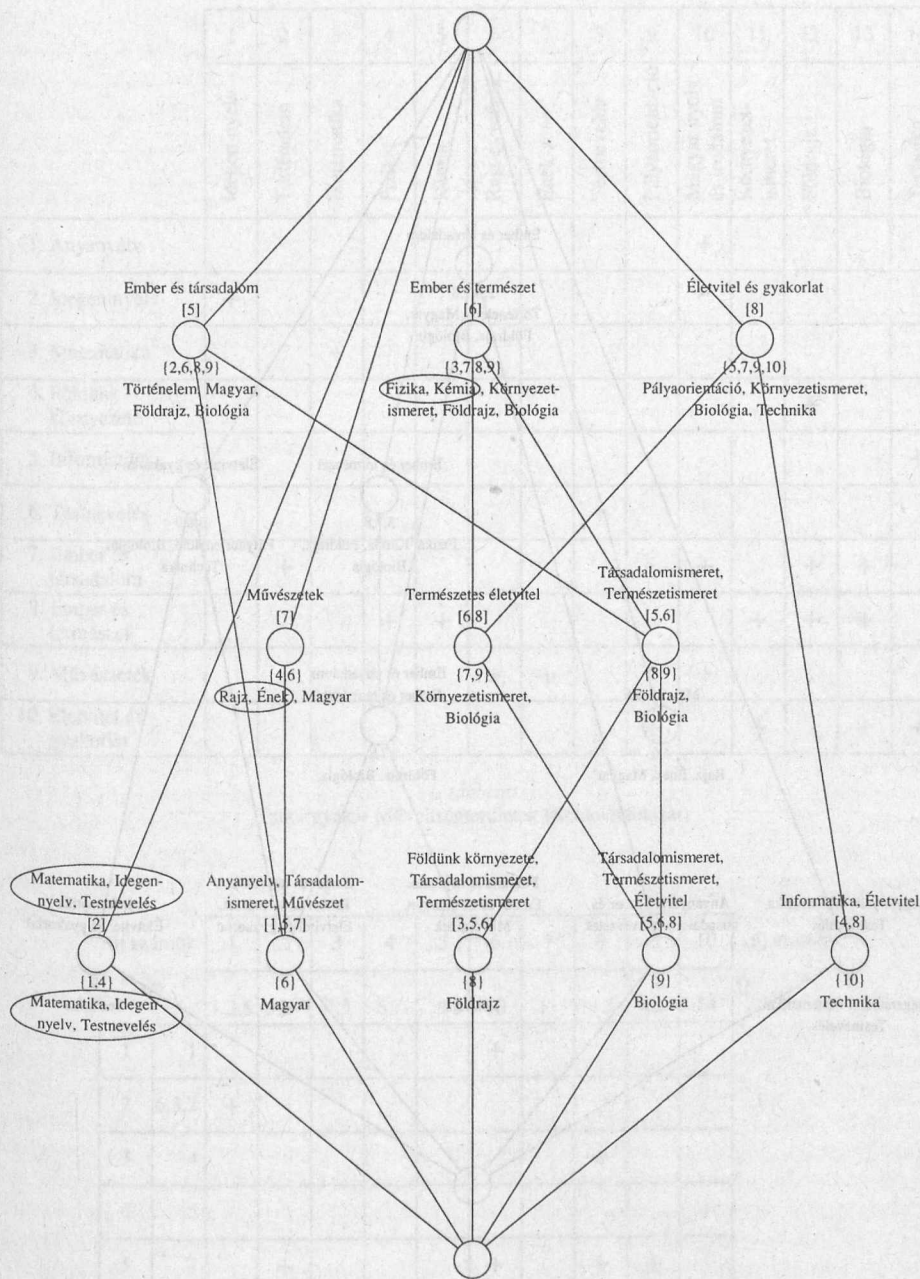 Ember és társadalom
[5]
{2,6,8,9}
Történelem, Magyar,
Földrajz, Biológia
Ember és természet
[6]
{3,7,8,9}
Fizika, Kémia, Környezet-
ismeret, Földrajz, Biológia
Életvitel és gyakorlat
[8]
{5,7,9,10}
Pályaorientáció, Környezetismeret,
Biológia, Technika
Művészetek
[7]
{4,6}
Rajz, Ének, Magyar
Természetes életvitel
[6,8]
{7,9}
Környezetismeret,
Biológia
Társadalomismeret,
Természetismeret
[5,6]
{8,9}
Földrajz,
Biológia
Matematika, Idegen-
nyelv, Testnevelés
[2]
{1,4}
Matematika, Idegen
nyelv, Testnevelés
Anyanyelv, Társadalom-
ismeret, Művészet
[1,5,7]
{6}
Magyar
Földünk környezete,
Társadalomismeret,
Természetismeret
[3,5,6]
{8}
Földrajz
Társadalomismeret,
Természetismeret,
Életvitel
[5,6,8]
{9}
Biológia
Informatika, Életvitel
[4,8]
{10}
Technika